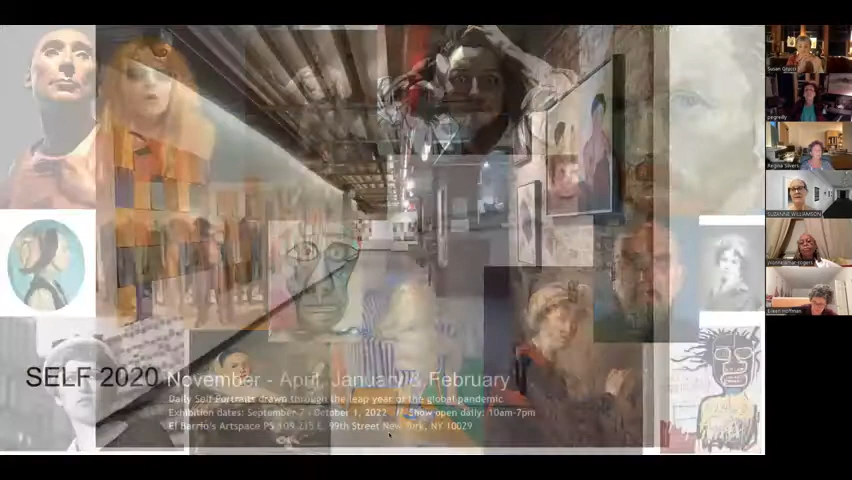 Susan Grucci
pegreilly
Regina Silvers
SUZANNE WILLIAMSON
Eileen Hoffman
SELF 2020 November - April, January & February
Daily Self Portraits drawn through the leap year of the global pandemic
Exhibition dates: September 7 - October 1, 2022 // Show open daily: 10am-7pm
El Barrio's Artspace PS 109 215 E. 99th Street New York, NY 10029